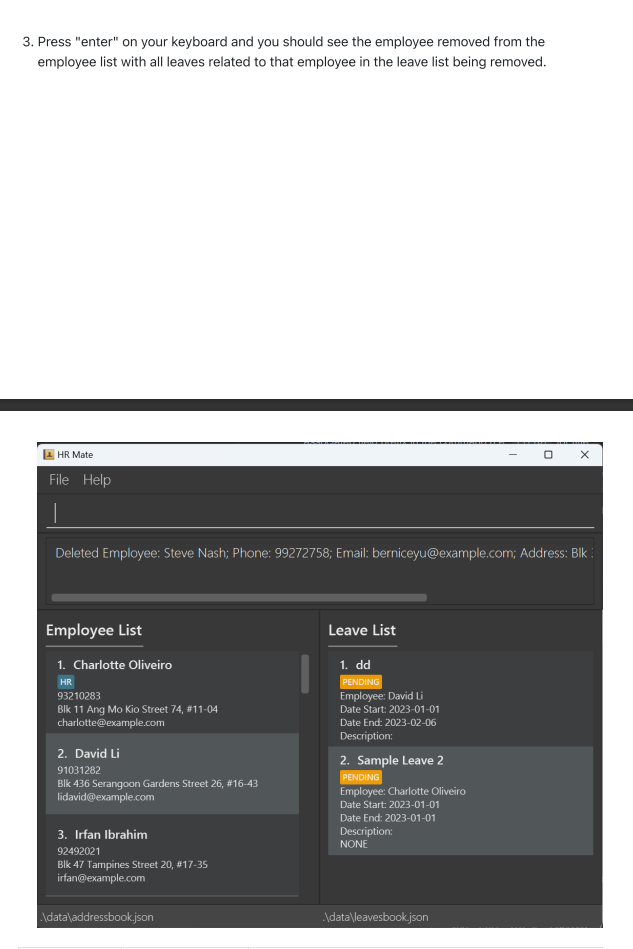 3. Press "enter" on your keyboard and you should see the employee removed from the
employee list with all leaves related to that employee in the leave list being removed.
HR Mate
File Help
Deleted Employee: Steve Nash; Phone: 99272758; Email: berniceyu@example.com; Address: Blk
Employee List
1. Charlotte Oliveiro
HR
93210283
Blk 11 Ang Mo Kio Street 74, #11-04
charlotte@example.com
2. David Li
91031282
Blk 436 Serangoon Gardens Street 26, #16-43
lidavid@example.com
3. Irfan Ibrahim
92492021
Blk 47 Tampines Street 20, #17-35
irfan@example.com
Leave List
1. dd
PENDING
Employee: David Li
Date Start: 2023-01-01
Date End: 2023-02-06
Description:
2. Sample Leave 2
PENDING
Employee: Charlotte Oliveiro
Date Start: 2023-01-01
Date End: 2023-01-01
Description:
NONE
.\data\addressbook.json
.\data\leavesbook.json